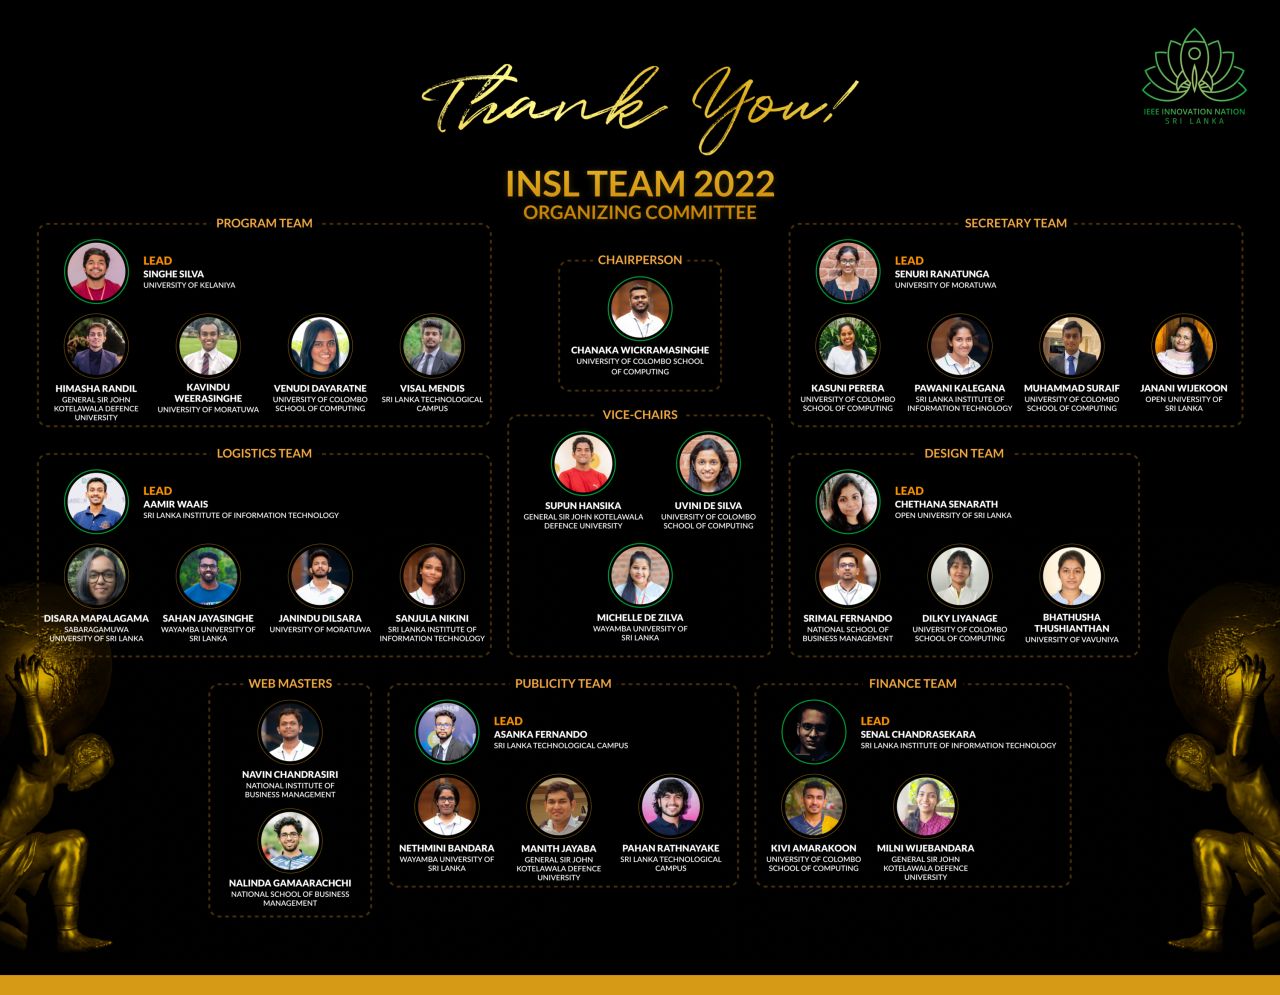 Thank You!
IEEE INNOVATION NATION
SRI LANKA
INSL TEAM 2022
ORGANIZING COMMITTEE
PROGRAM TEAM
LEAD
SINGHE SILVA
UNIVERSITY OF KELANIYA
HIMASHA RANDIL
GENERAL SIR JOHN
KOTELAWALA DEFENCE
UNIVERSITY
KAVINDU
WEERASINGHE
UNIVERSITY OF MORATUWA
VENUDI DAYARATNE
UNIVERSITY OF COLOMBO
SCHOOL OF COMPUTING
VISAL MENDIS
SRI LANKA TECHNOLOGICAL
CAMPUS
CHAIRPERSON
CHANAKA WICKRAMASINGHE
UNIVERSITY OF COLOMBO SCHOOL
OF COMPUTING
SECRETARY TEAM
LEAD
SENURI RANATUNGA
UNIVERSITY OF MORATUWA
KASUNI PERERA
UNIVERSITY OF COLOMBO
SCHOOL OF COMPUTING
PAWANI KALEGANA
SRI LANKA INSTITUTE OF
INFORMATION TECHNOLOGY
MUHAMMAD SURAIF
UNIVERSITY OF COLOMBO
SCHOOL OF COMPUTING
JANANI WIJEKOON
OPEN UNIVERSITY OF
SRI LANKA
LOGISTICS TEAM
LEAD
AAMIR WAAIS
SRI LANKA INSTITUTE OF INFORMATION TECHNOLOGY
DISARA MAPALAGAMA
SABARAGAMUWA
UNIVERSITY OF SRI LANKA
SAHAN JAYASINGHE
WAYAMBA UNIVERSITY OF
SRI LANKA
JANINDU DILSARA
UNIVERSITY OF MORATUWA
SANJULA NIKINI
SRI LANKA INSTITUTE OF
INFORMATION TECHNOLOGY
VICE-CHAIRS
SUPUN HANSIKA
GENERAL SIR JOHN KOTELAWALA
DEFENCE UNIVERSITY
UVINI DE SILVA
UNIVERSITY OF COLOMBO
SCHOOL OF COMPUTING
MICHELLE DE ZILVA
WAYAMBA UNIVERSITY OF
SRI LANKA
DESIGN TEAM
LEAD
CHETHANA SENARATH
OPEN UNIVERSITY OF SRI LANKA
SRIMAL FERNANDO
NATIONAL SCHOOL OF
BUSINESS MANAGEMENT
DILKY LIYANAGE
UNIVERSITY OF COLOMBO
SCHOOL OF COMPUTING
BHATHUSHA
THUSHIANTHAN
UNIVERSITY OF VAVUNIYA
WEB MASTERS
NAVIN CHANDRASIRI
NATIONAL INSTITUTE OF
BUSINESS MANAGEMENT
NALINDA GAMAARACHCHI
NATIONAL SCHOOL OF BUSINESS
MANAGEMENT
PUBLICITY TEAM
LEAD
ASANKA FERNANDO
SRI LANKA TECHNOLOGICAL CAMPUS
NETHMINI BANDARA
WAYAMBA UNIVERSITY OF
SRI LANKA
MANITH JAYABA
GENERAL SIR JOHN
KOTELAWALA DEFENCE
UNIVERSITY
PAHAN RATHNAYAKE
SRI LANKA TECHNOLOGICAL
CAMPUS
FINANCE TEAM
LEAD
SENAL CHANDRASEKARA
SRI LANKA INSTITUTE OF INFORMATION TECHNOLOGY
KIVI AMARAKOON
UNIVERSITY OF COLOMBO
SCHOOL OF COMPUTING
MILNI WIJEBANDARA
GENERAL SIR JOHN
KOTELAWALA DEFENCE
UNIVERSITY